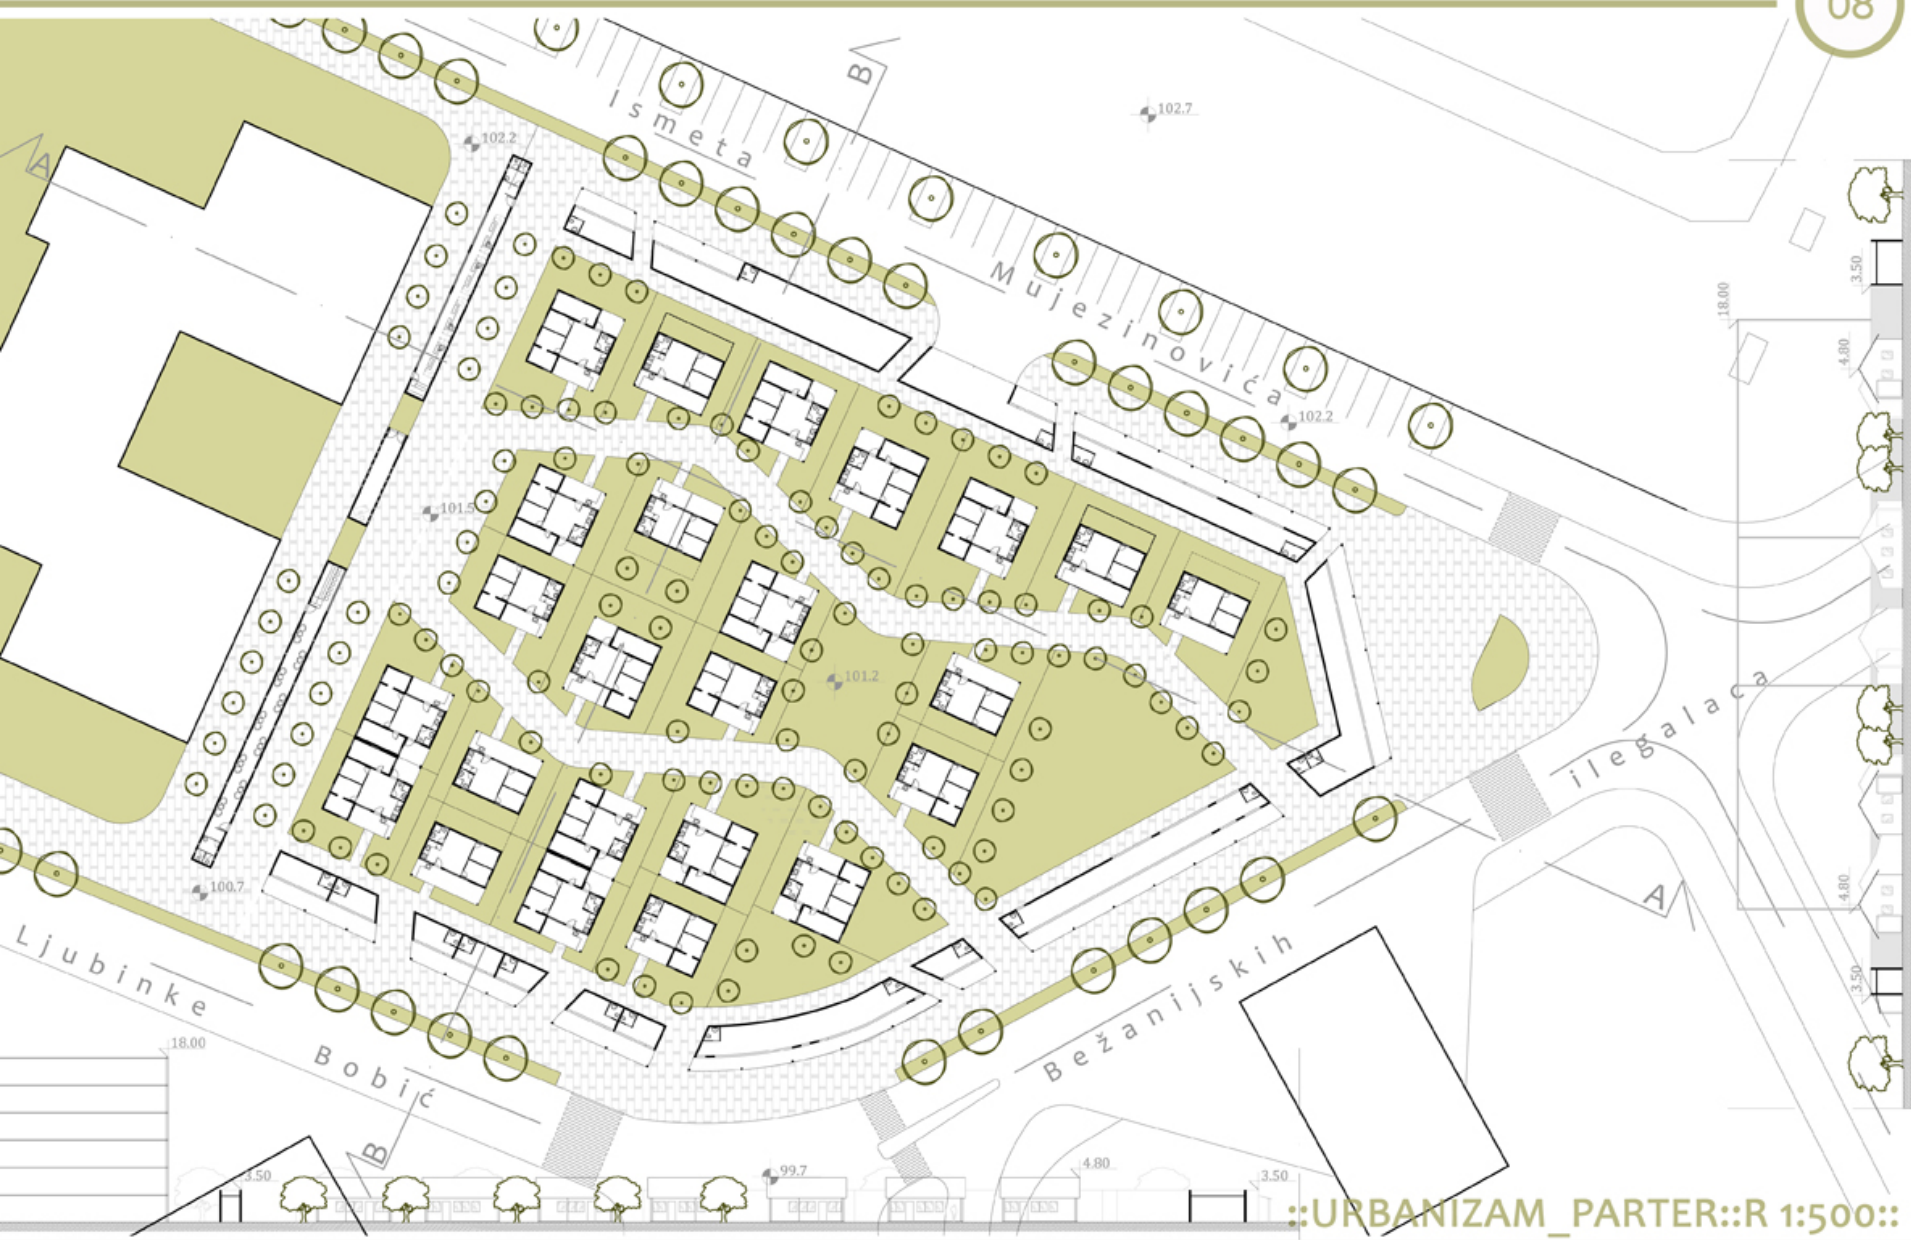 08
B
Ismeta
102.7
102.2
A
Mujezinovića
3.50
18.00
4.80
102.2
101.5
101.2
ilegalaca
4.80
A
100.7
Ljubinke
Bežanijskih
3.50
18.00
Bobić
B
3.50
99.7
4.80
3.50
::URBANIZAM_PARTER::R 1:500::